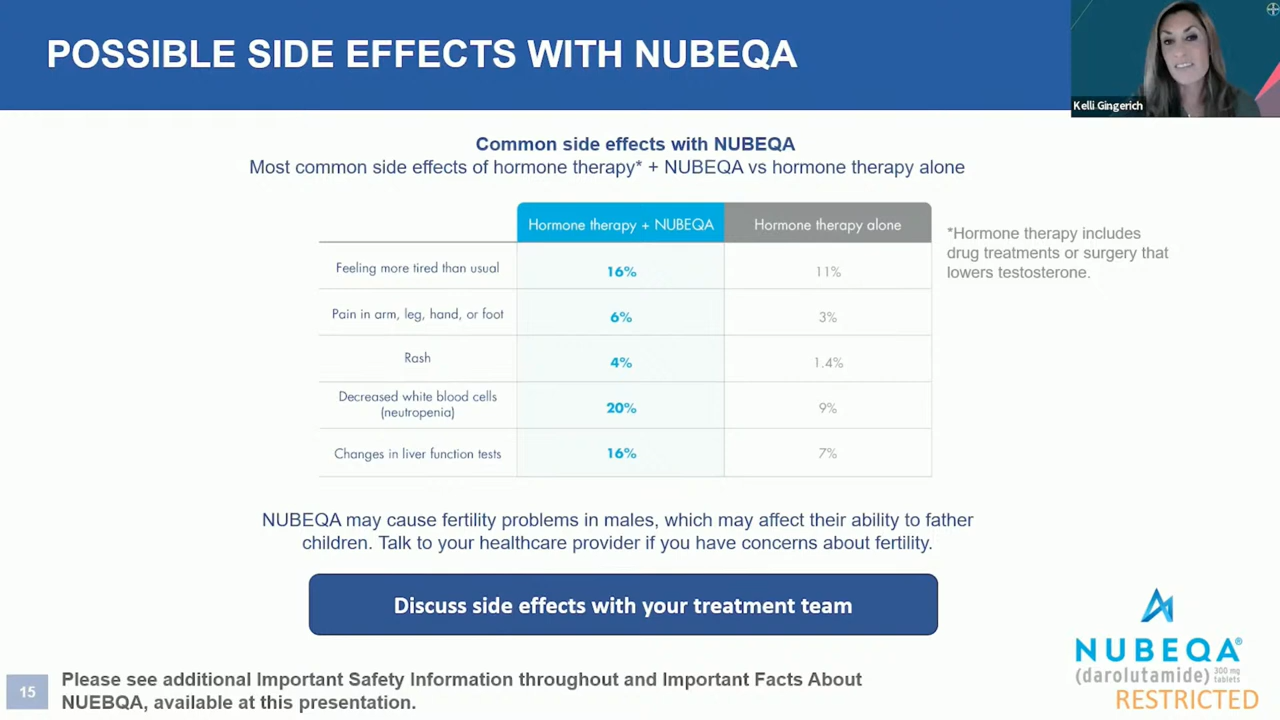 POSSIBLE SIDE EFFECTS WITH NUBEQA
Kelli Gingerich
Common side effects with NUBEQA
Most common side effects of hormone therapy* + NUBEQA vs hormone therapy alone
Hormone therapy + NUBEQA Hormone therapy alone
Feeling more tired than usual 16% 11%
Pain in arm, leg, hand, or foot 6% 3%
Rash 4% 1.4%
Decreased white blood cells
(neutropenia) 20% 9%
Changes in liver function tests 16% 7%
*Hormone therapy includes
drug treatments or surgery that
lowers testosterone.
NUBEQA may cause fertility problems in males, which may affect their ability to father
children. Talk to your healthcare provider if you have concerns about fertility.
Discuss side effects with your treatment team
15
Please see additional Important Safety Information throughout and Important Facts About
NUEBQA, available at this presentation.
NUBEQA®
(darolutamide) 300 mg
tablets
RESTRICTED